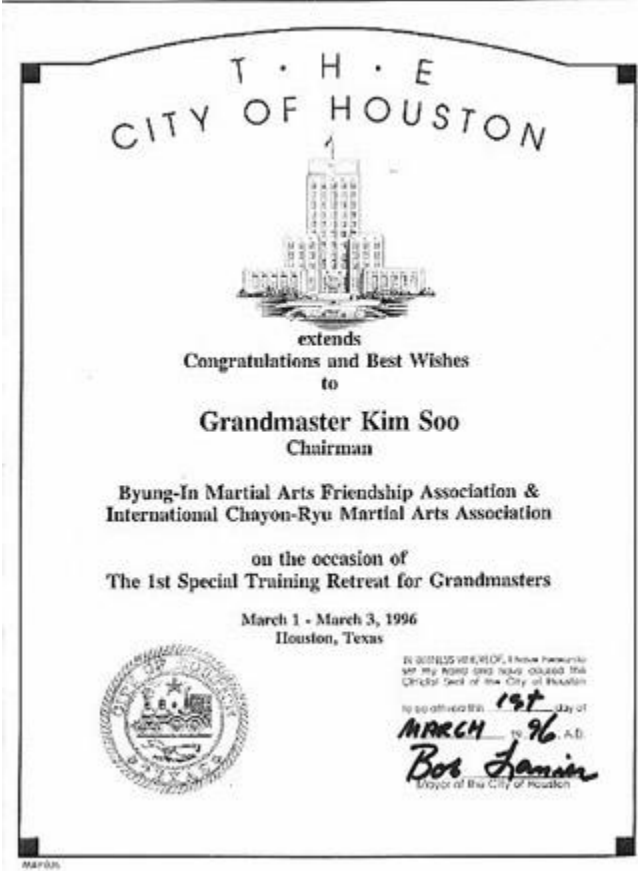 T · H · E
CITY OF HOUSTON
extends
Congratulations and Best Wishes
to
Grandmaster Kim Soo
Chairman
Byung-In Martial Arts Friendship Association &
International Chayon-Ryu Martial Arts Association
on the occasion of
The 1st Special Training Retreat for Grandmasters
March 1 - March 3, 1996
Houston, Texas
CITY OF HOUSTON
TEXAS
IN WITNESS WHEREOF, I have hereunto
set my hand and have caused the
Official Seal of the City of Houston
to be affixed this 1st day of
MARCH 19 96 A.D.
Bob Lanier
Mayor of the City of Houston